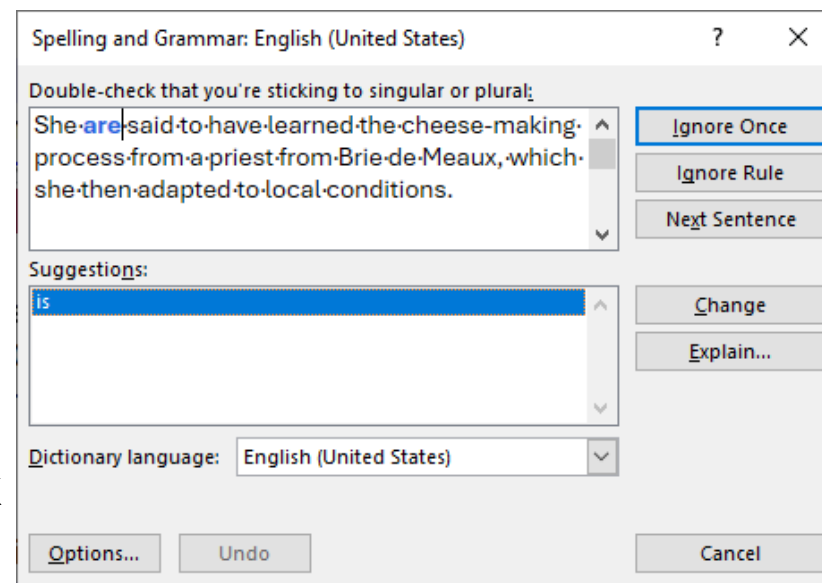 Spelling and Grammar: English (United States)
?
Double-check that you're sticking to singular or plural:
She·are·said·to·have·learned·the·cheese-making·
process·from·a·priest·from·Brie·de·Meaux,·which·
she·then·adapted·to·local·conditions.
Ignore Once
Ignore Rule
Next Sentence
Suggestions:
is
Change
Explain...
Dictionary language: English (United States)
Options...
Undo
Cancel